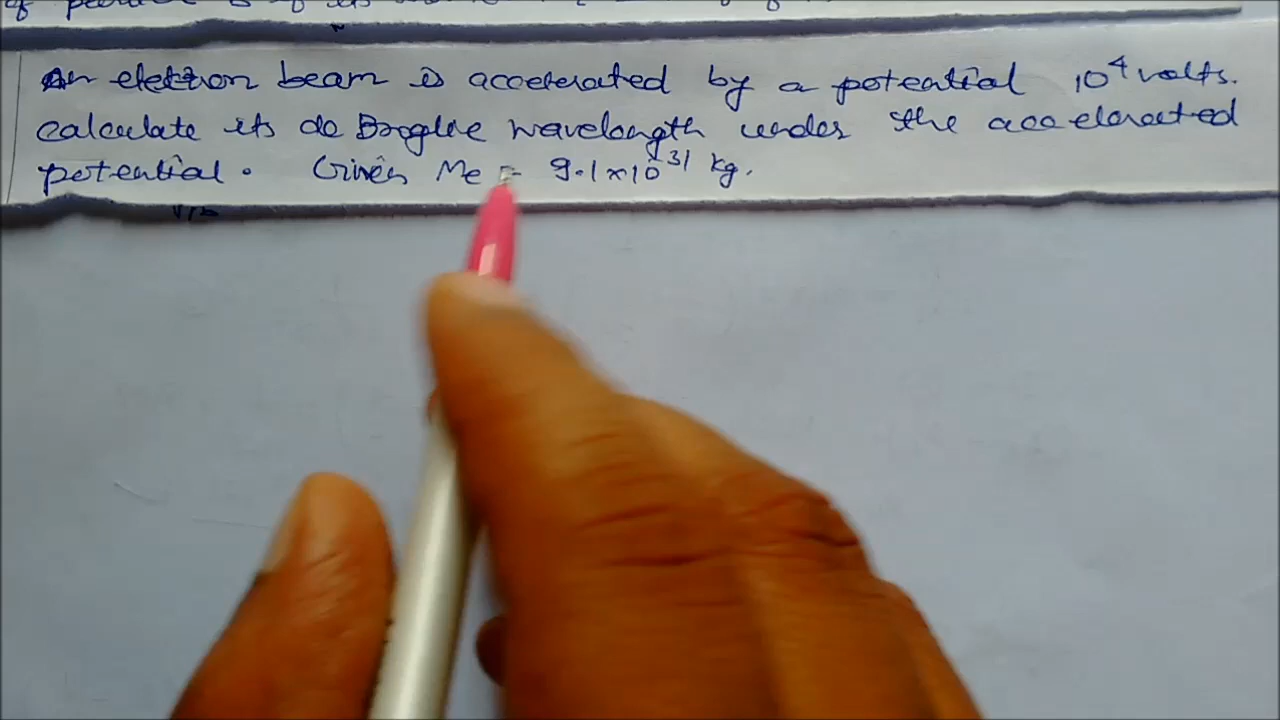 An electron beam is accelerated by a potential 10⁴ volts.
calculate its de Broglie wavelength under the accelerated
potential. Given Me = 9.1×10⁻³¹ kg.